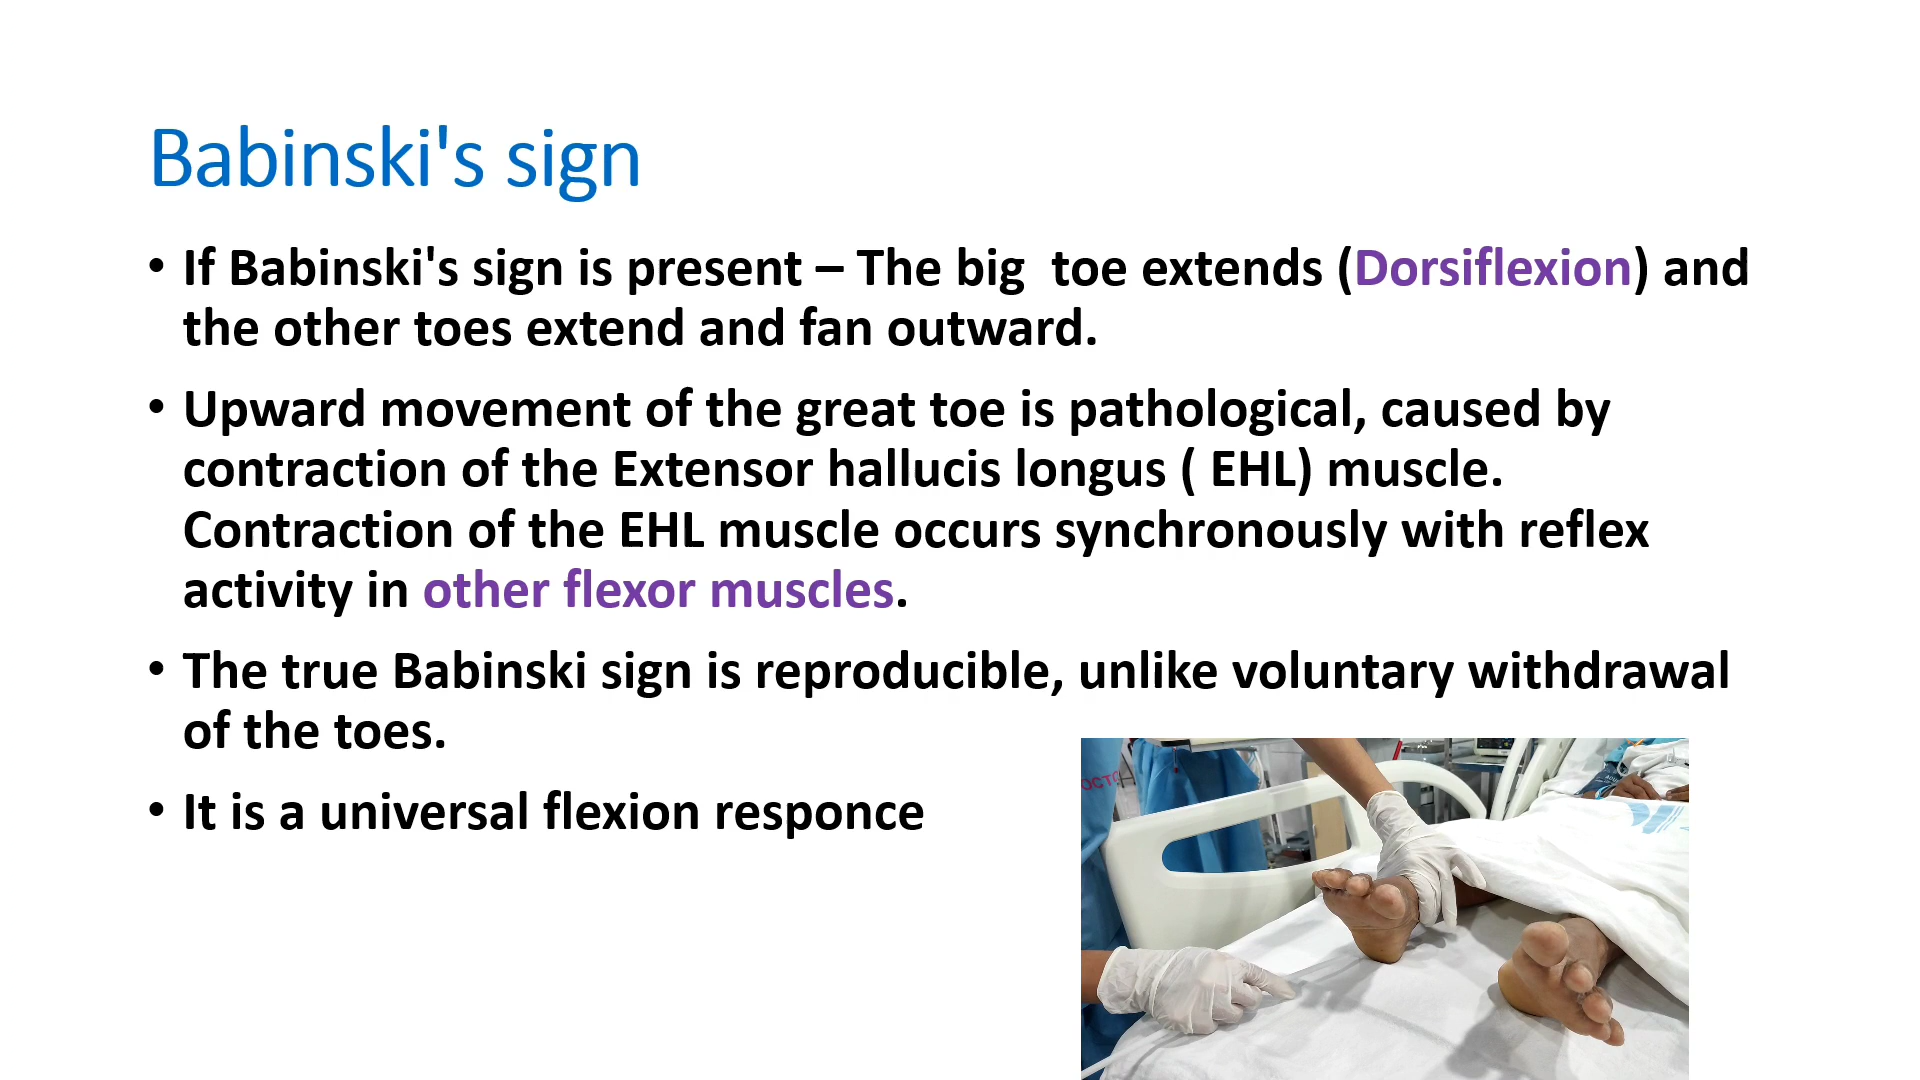 Babinski's sign
• If Babinski's sign is present – The big  toe extends (Dorsiflexion) and
the other toes extend and fan outward.
• Upward movement of the great toe is pathological, caused by
contraction of the Extensor hallucis longus ( EHL) muscle.
Contraction of the EHL muscle occurs synchronously with reflex
activity in other flexor muscles.
• The true Babinski sign is reproducible, unlike voluntary withdrawal
of the toes.
• It is a universal flexion responce